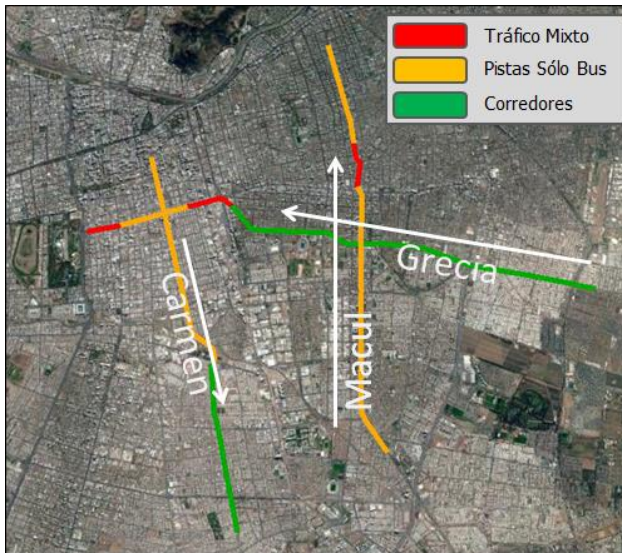 Tráfico Mixto
Pistas Sólo Bus
Corredores
Grecia
Carmen
Macul